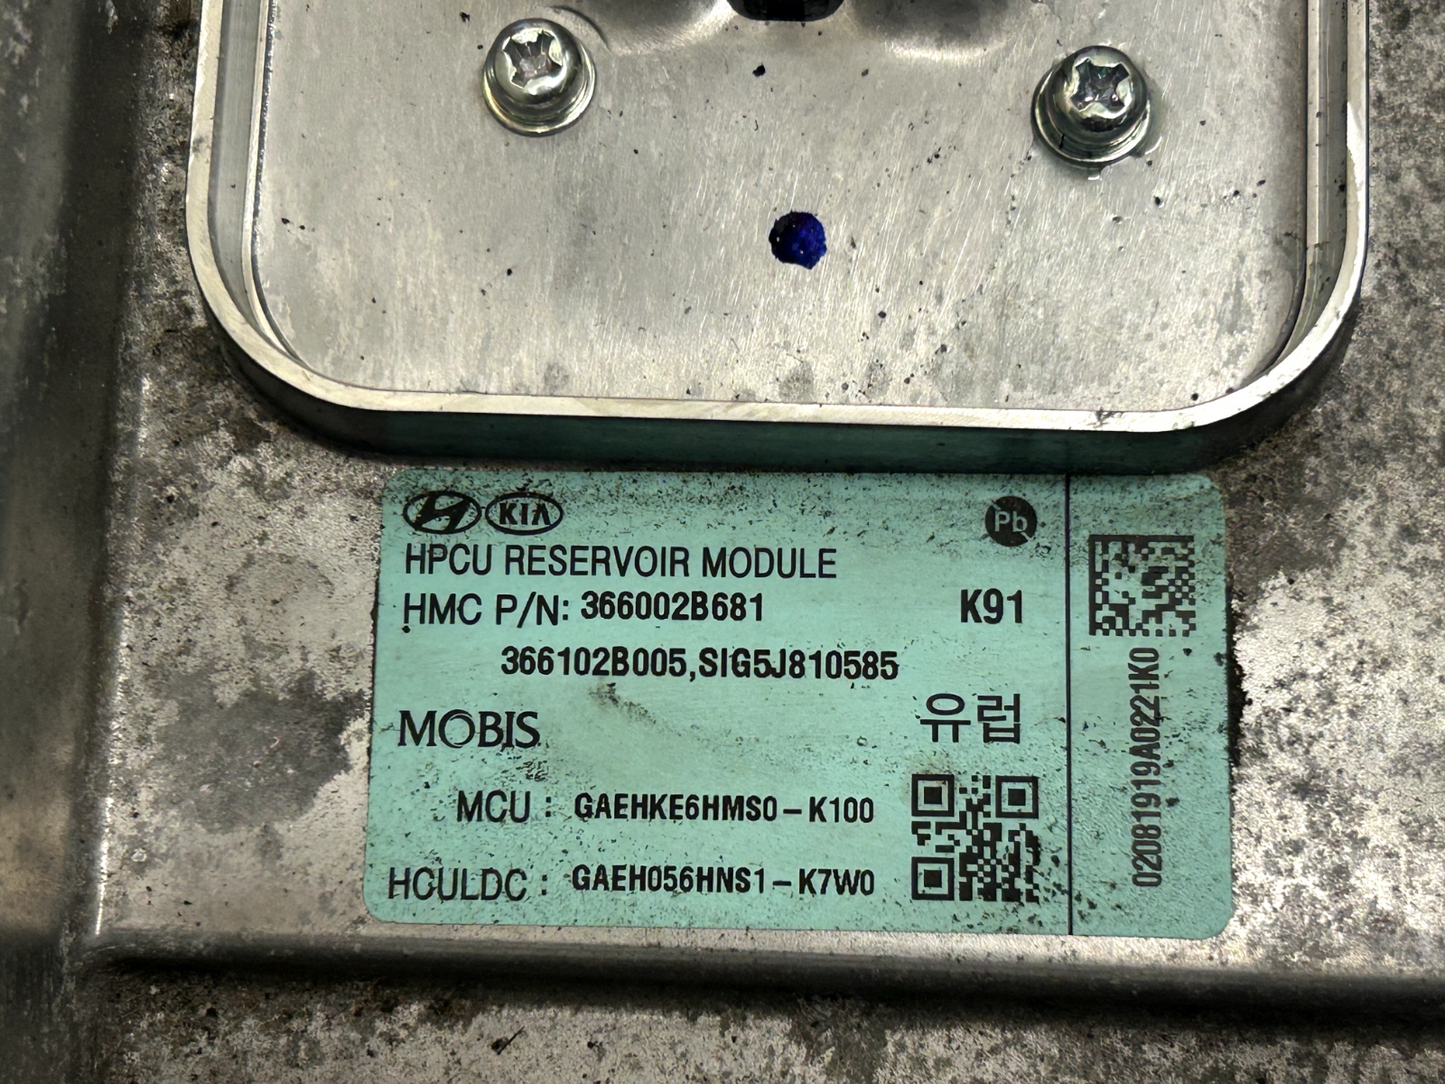 KIA
Pb
HPCU RESERVOIR MODULE
HMC P/N: 366002B681 K91
366102B005,SIG5J810585
MOBIS 유럽
MCU : GAEHKE6HMS0-K100
HCULDC : GAEH056HNS1-K7W0
02081919A0221K0